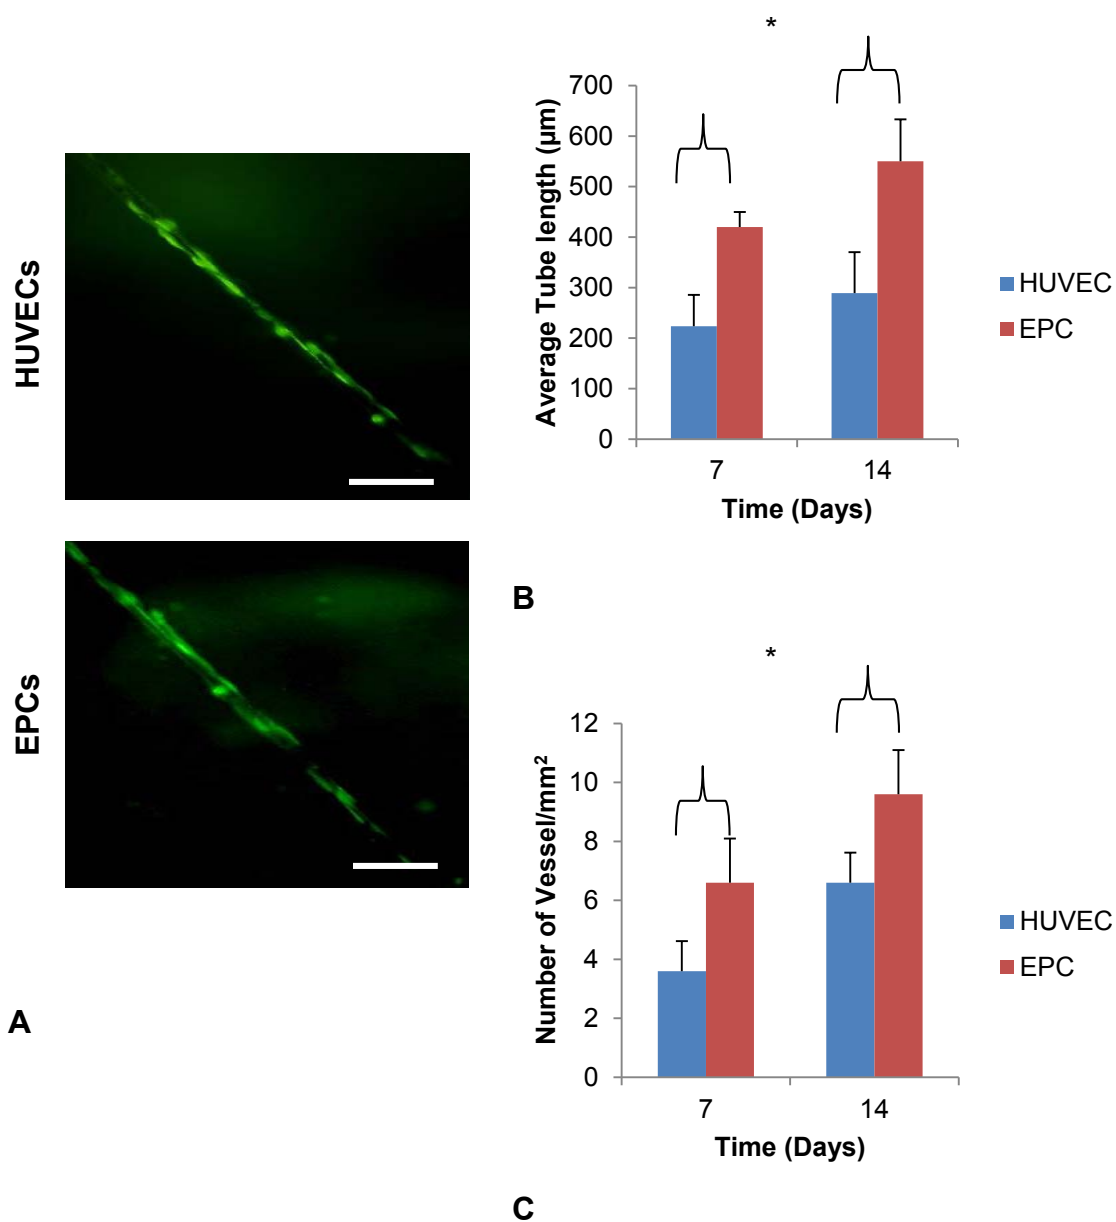 HUVECs
EPCs
A
*
Average Tube length (µm)
700
600
500
400
300
200
100
0
7
14
Time (Days)
HUVEC
EPC
B
*
Number of Vessel/mm²
12
10
8
6
4
2
0
7
14
Time (Days)
HUVEC
EPC
C